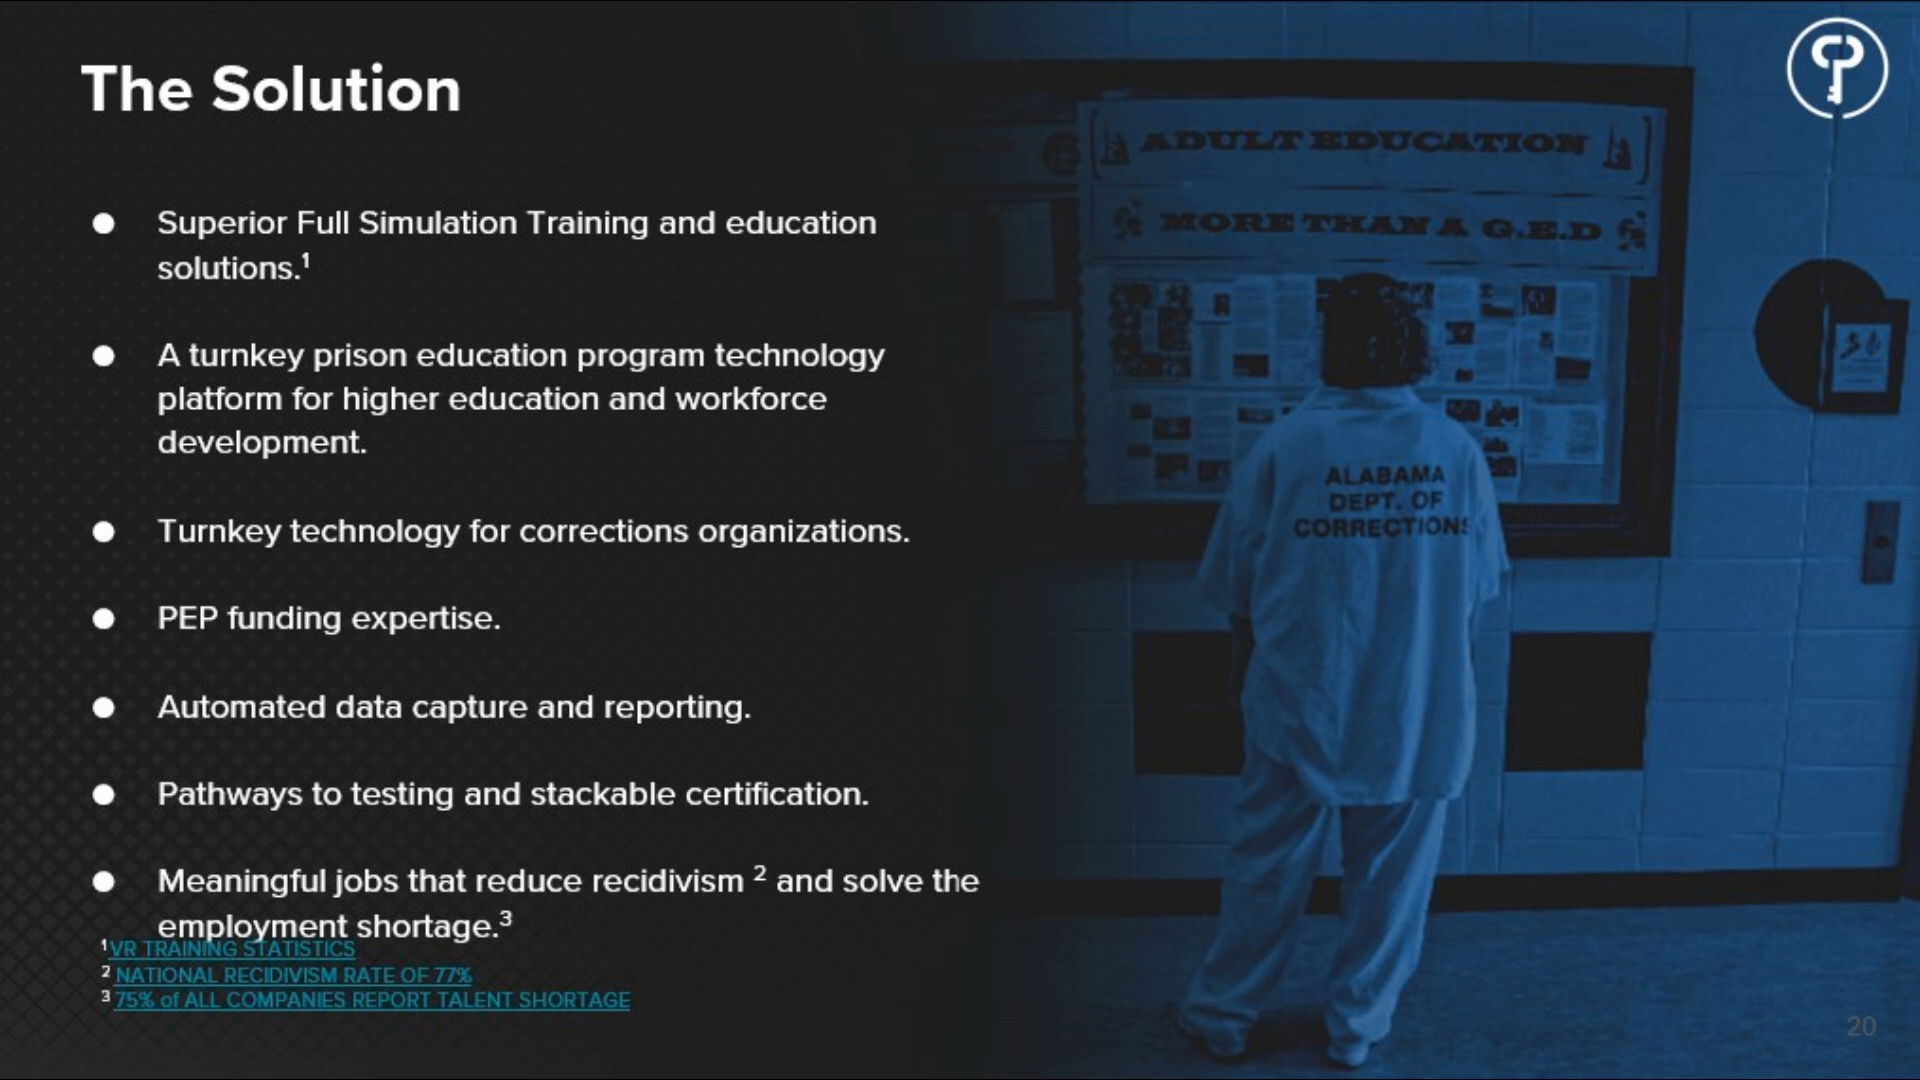 The Solution
● Superior Full Simulation Training and education
solutions.¹
● A turnkey prison education program technology
platform for higher education and workforce
development.
● Turnkey technology for corrections organizations.
● PEP funding expertise.
● Automated data capture and reporting.
● Pathways to testing and stackable certification.
● Meaningful jobs that reduce recidivism ² and solve the
employment shortage.³
¹ VR TRAINING STATISTICS
² NATIONAL RECIDIVISM RATE OF 77%
³ 75% of ALL COMPANIES REPORT TALENT SHORTAGE
ADULT EDUCATION
MORE THAN A G.E.D
ALABAMA
DEPT. OF
CORRECTIONS
20